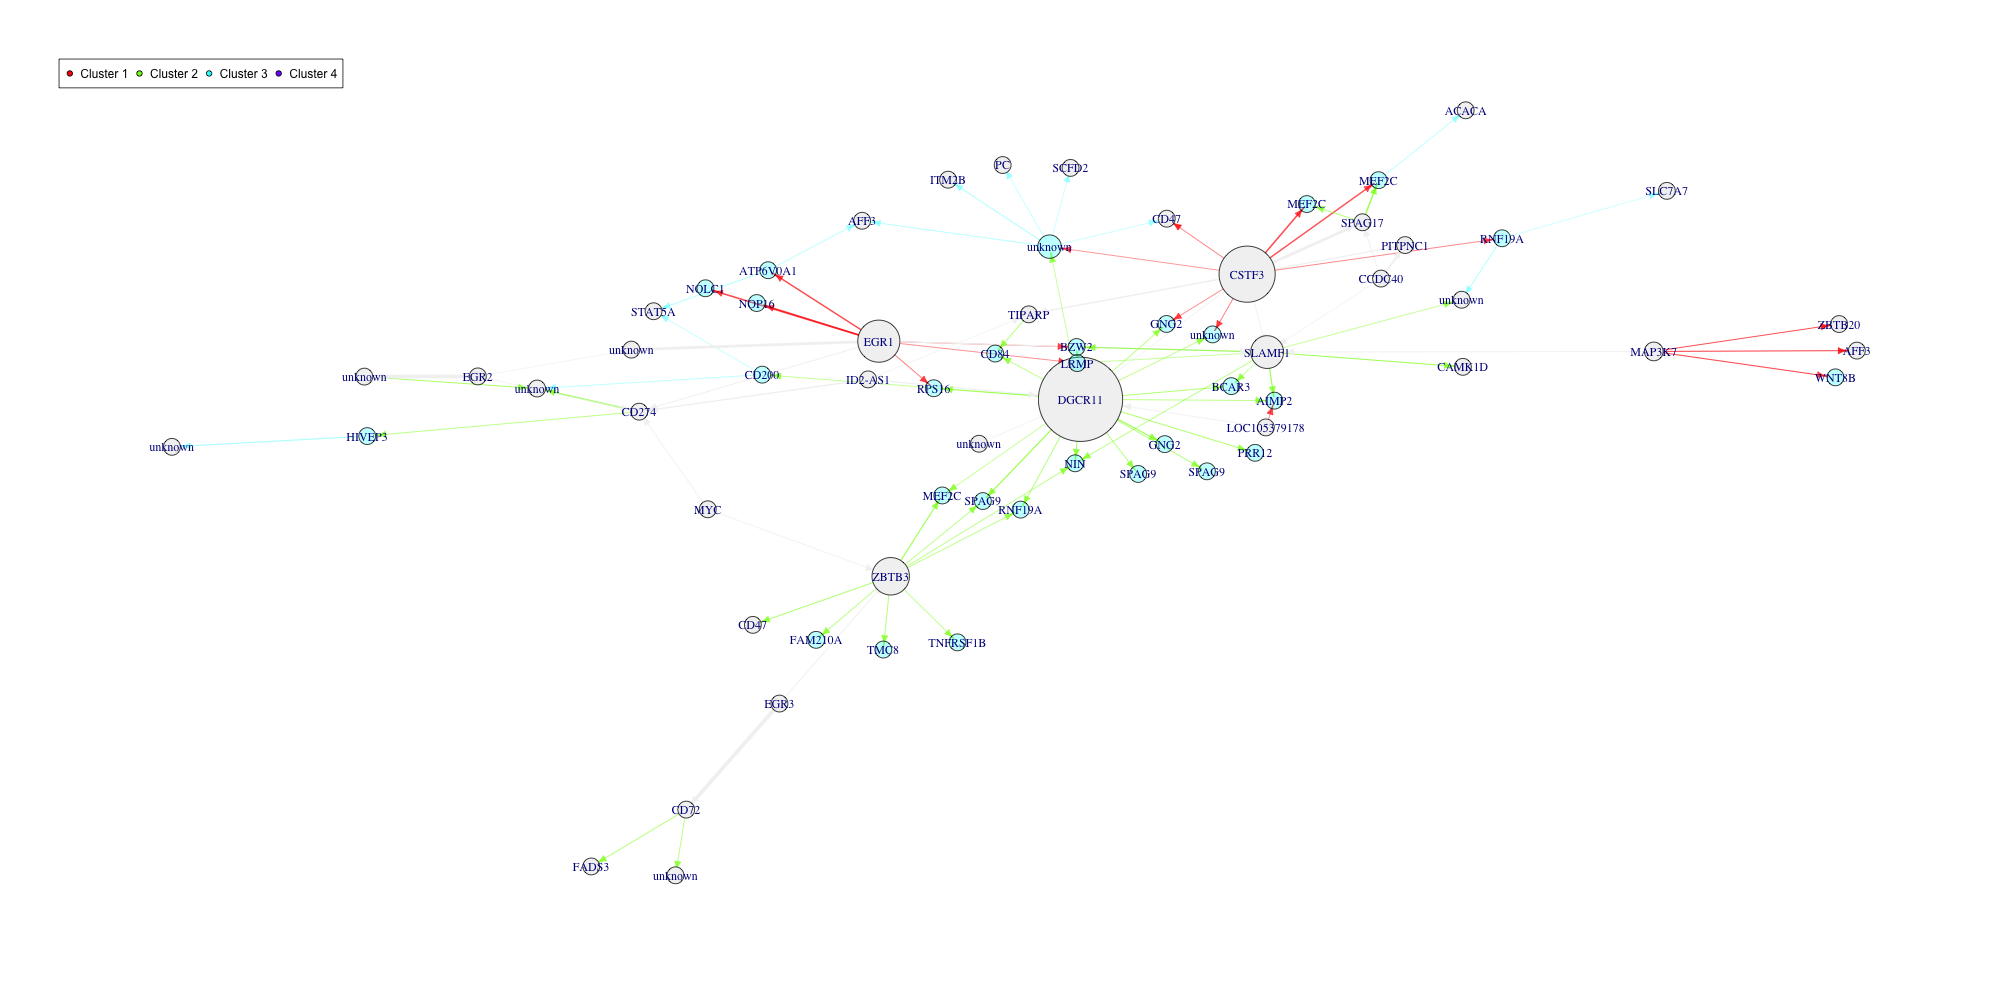 Cluster 1 Cluster 2 Cluster 3 Cluster 4
ACACA
PC
SCFD2
ITM2B
MEF2C
SLC7A7
MEF2C
CD47
AFF3
SPAG17
RNF19A
PITPNC1
unknown
ATP6V0A1
CSTF3
CCDC40
NOLC1
NOP16
unknown
STAT5A
TIPARP
GNG2
ZBTB20
unknown
EGR1
BZW2
unknown
CD84
SLAMF1
MAP3K7
AFF3
LRMP
CAMK1D
unknown
EGR2
CD200
ID2-AS1
WNT8B
unknown
RPS16
BCAR3
DGCR11
AIMP2
CD274
LOC105379178
HIVEP3
unknown
unknown
GNG2
PRR12
NIN
SPAG9
SPAG9
MEF2C
SPAG9
RNF19A
MYC
ZBTB3
CD47
FAM210A
TMC8
TNFRSF1B
EGR3
CD72
FADS3
unknown